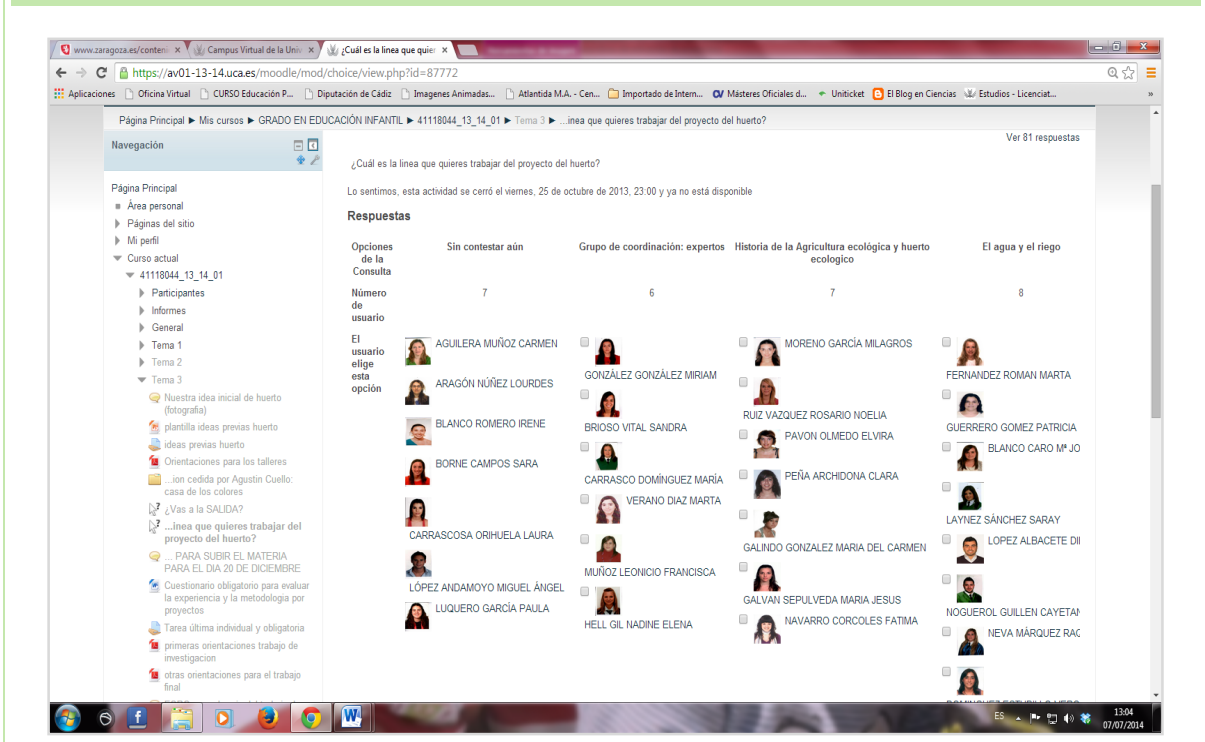 www.zaragoza.es/conteni
Campus Virtual de la Univ
¿Cuál es la linea que quier
https://av01-13-14.uca.es/moodle/mod/choice/view.php?id=87772
Aplicaciones Oficina Virtual CURSO Educación P... Diputación de Cádiz Imagenes Animadas... Atlantida M.A. - Cen... Importado de Intern... Másteres Oficiales d... Uniticket El Blog en Ciencias Estudios - Licenciat... »
Página Principal ► Mis cursos ► GRADO EN EDUCACIÓN INFANTIL ► 41118044_13_14_01 ► Tema 3 ► ...inea que quieres trabajar del proyecto del huerto?
Navegación
Página Principal
Área personal
Páginas del sitio
Mi perfil
Curso actual
41118044_13_14_01
Participantes
Informes
General
Tema 1
Tema 2
Tema 3
Nuestra idea inicial de huerto
(fotografia)
plantilla ideas previas huerto
ideas previas huerto
Orientaciones para los talleres
...ion cedida por Agustin Cuello:
casa de los colores
¿Vas a la SALIDA?
...inea que quieres trabajar del
proyecto del huerto?
... PARA SUBIR EL MATERIA
PARA EL DIA 20 DE DICIEMBRE
Cuestionario obligatorio para evaluar
la experiencia y la metodologia por
proyectos
Tarea última individual y obligatoria
primeras orientaciones trabajo de
investigacion
otras orientaciones para el trabajo
final
Ver 81 respuestas
¿Cuál es la linea que quieres trabajar del proyecto del huerto?
Lo sentimos, esta actividad se cerró el viernes, 25 de octubre de 2013, 23:00 y ya no está disponible
Respuestas
Opciones
de la
Consulta
Sin contestar aún
Grupo de coordinación: expertos
Historia de la Agricultura ecológica y huerto
ecologico
El agua y el riego
Número
de
usuario
7
6
7
8
El
usuario
elige
esta
opción
AGUILERA MUÑOZ CARMEN
ARAGÓN NÚÑEZ LOURDES
BLANCO ROMERO IRENE
BORNE CAMPOS SARA
CARRASCOSA ORIHUELA LAURA
LÓPEZ ANDAMOYO MIGUEL ÁNGEL
LUQUERO GARCÍA PAULA
GONZÁLEZ GONZÁLEZ MIRIAM
BRIOSO VITAL SANDRA
CARRASCO DOMÍNGUEZ MARÍA
VERANO DIAZ MARTA
MUÑOZ LEONICIO FRANCISCA
HELL GIL NADINE ELENA
MORENO GARCÍA MILAGROS
RUIZ VAZQUEZ ROSARIO NOELIA
PAVON OLMEDO ELVIRA
PEÑA ARCHIDONA CLARA
GALINDO GONZALEZ MARIA DEL CARMEN
GALVAN SEPULVEDA MARIA JESUS
NAVARRO CORCOLES FATIMA
FERNANDEZ ROMAN MARTA
GUERRERO GOMEZ PATRICIA
BLANCO CARO Mª JO
LAYNEZ SÁNCHEZ SARAY
LOPEZ ALBACETE
NOGUEROL GUILLEN CAYETAN
NEVA MÁRQUEZ RAQ
ES
13:04
07/07/2014